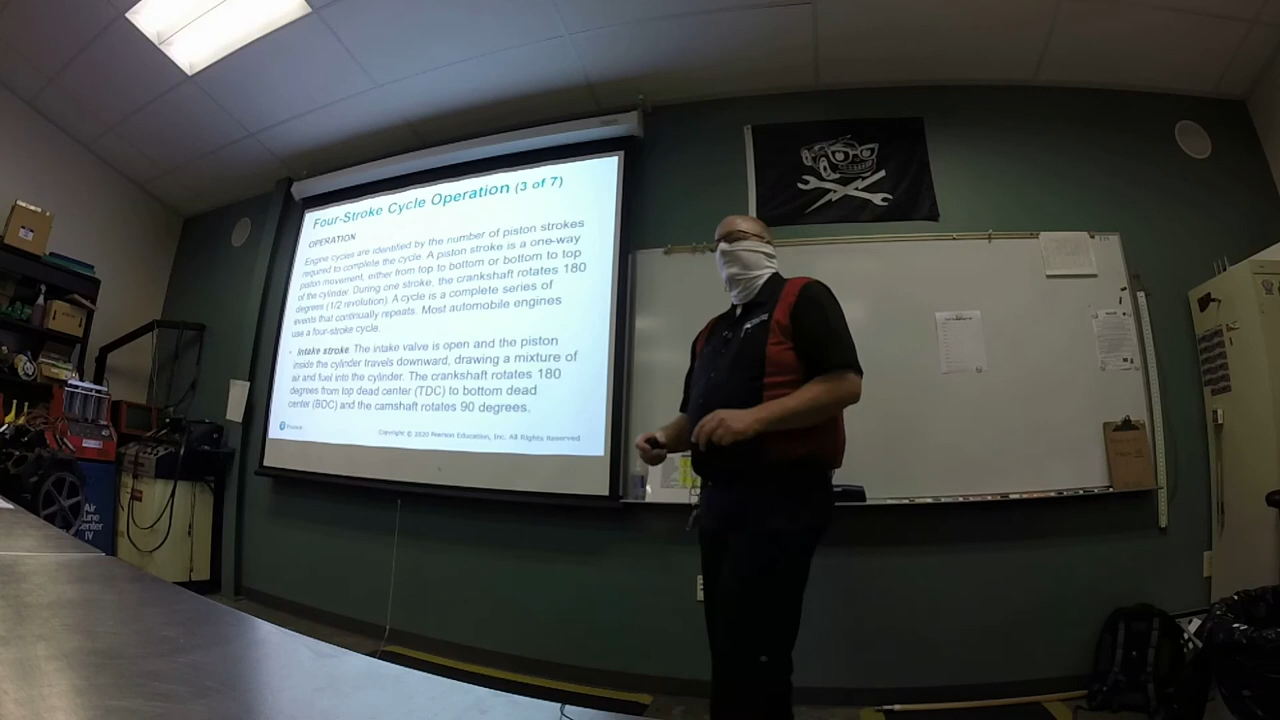 Four-Stroke Cycle Operation (3 of 7)
OPERATION
Engine cycles are identified by the number of piston strokes
required to complete the cycle. A piston stroke is a one-way
piston movement, either from top to bottom or bottom to top
of the cylinder. During one stroke, the crankshaft rotates 180
degrees (1/2 revolution). A cycle is a complete series of
events that continually repeats. Most automobile engines
use a four-stroke cycle.
• Intake stroke. The intake valve is open and the piston
inside the cylinder travels downward, drawing a mixture of
air and fuel into the cylinder. The crankshaft rotates 180
degrees from top dead center (TDC) to bottom dead
center (BDC) and the camshaft rotates 90 degrees.
Pearson
Copyright © 2020 Pearson Education, Inc. All Rights Reserved
Air
Line
Center
IV